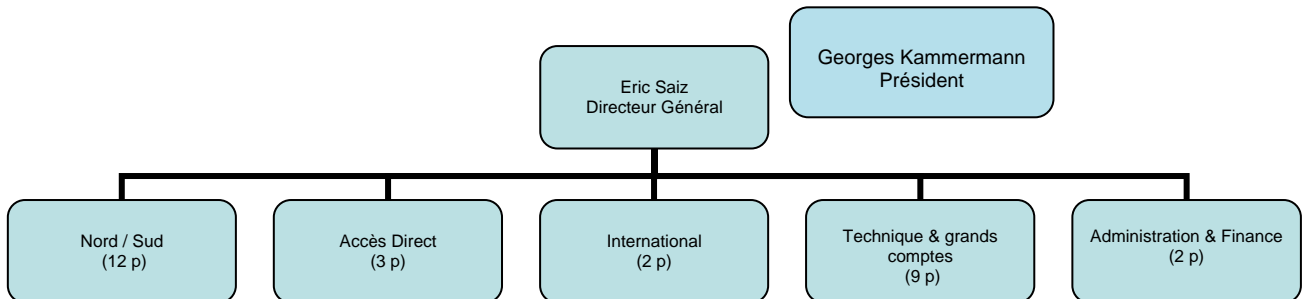 Georges Kammermann
Président
Eric Saiz
Directeur Général
Nord / Sud
(12 p)
Accès Direct
(3 p)
International
(2 p)
Technique & grands
comptes
(9 p)
Administration & Finance
(2 p)